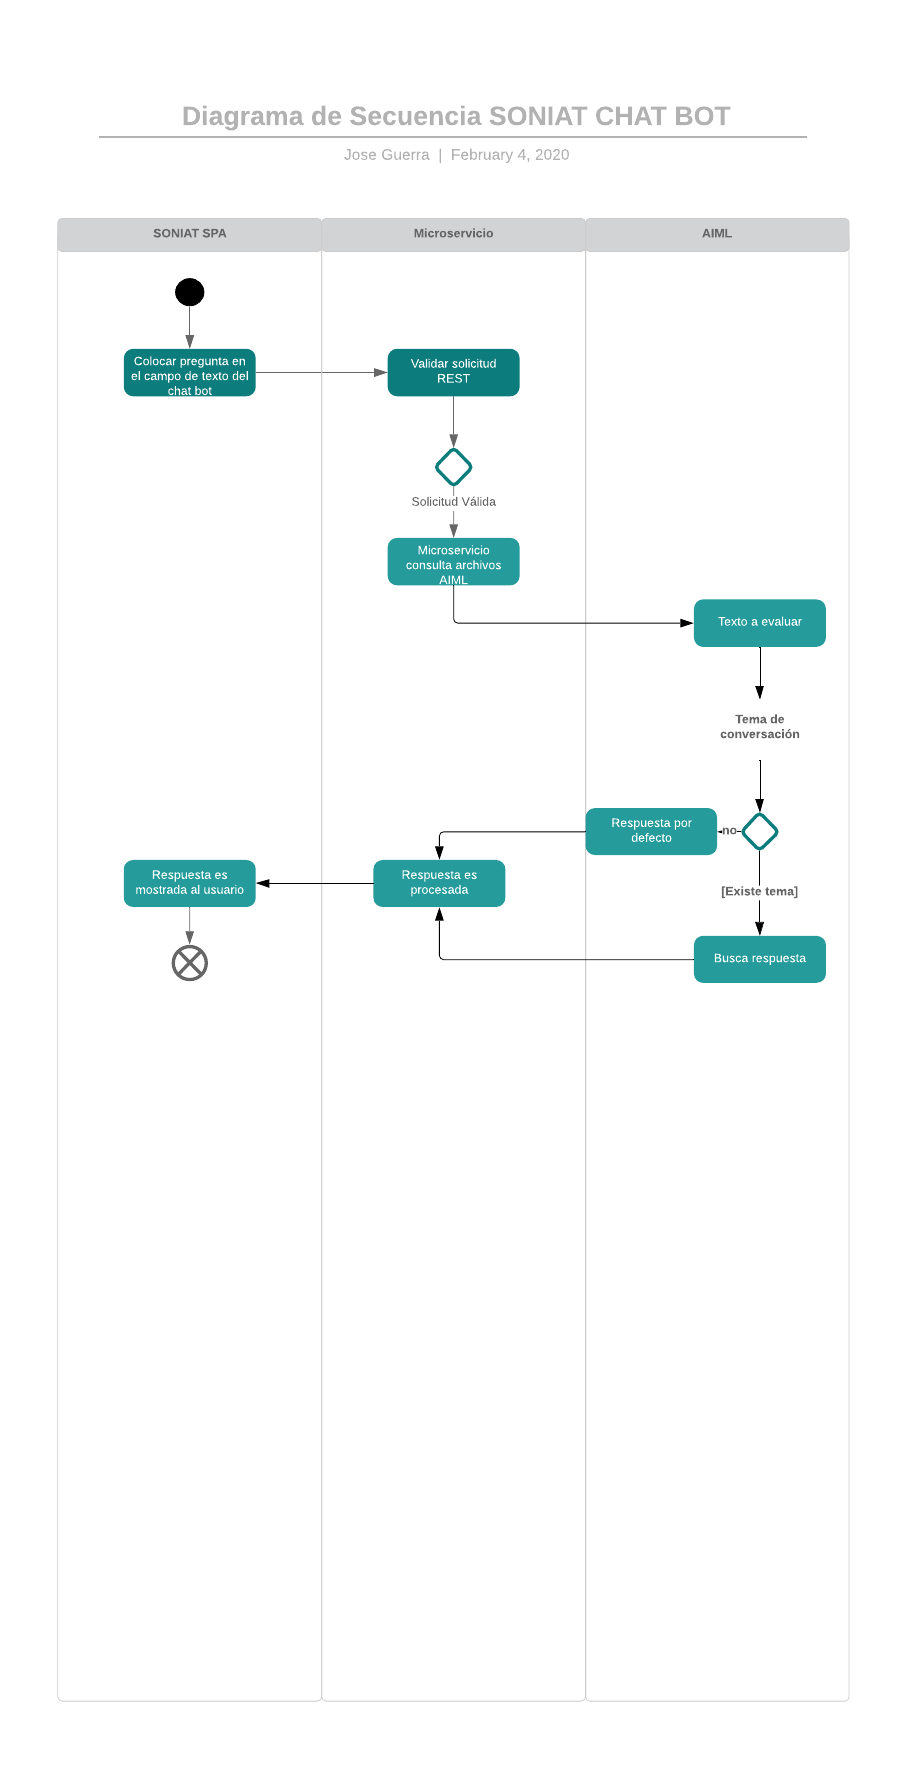 Diagrama de Secuencia SONIAT CHAT BOT
Jose Guerra | February 4, 2020
SONIAT SPA
Microservicio
AIML
Colocar pregunta en
el campo de texto del
chat bot
Validar solicitud
REST
Solicitud Válida
Microservicio
consulta archivos
AIML
Texto a evaluar
Tema de
conversación
Respuesta por
defecto
no
Respuesta es
mostrada al usuario
Respuesta es
procesada
[Existe tema]
Busca respuesta